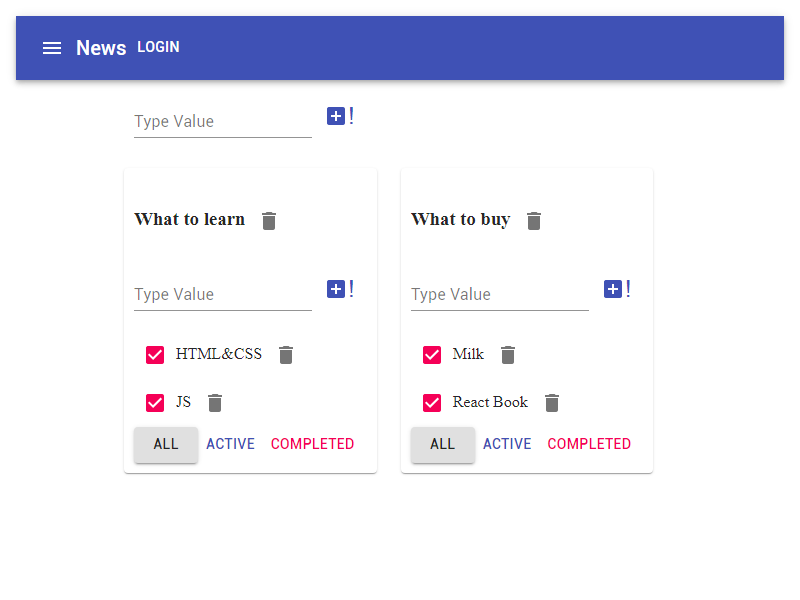 News LOGIN
Type Value !
What to learn
Type Value !
HTML&CSS
JS
ALL ACTIVE COMPLETED
What to buy
Type Value !
Milk
React Book
ALL ACTIVE COMPLETED